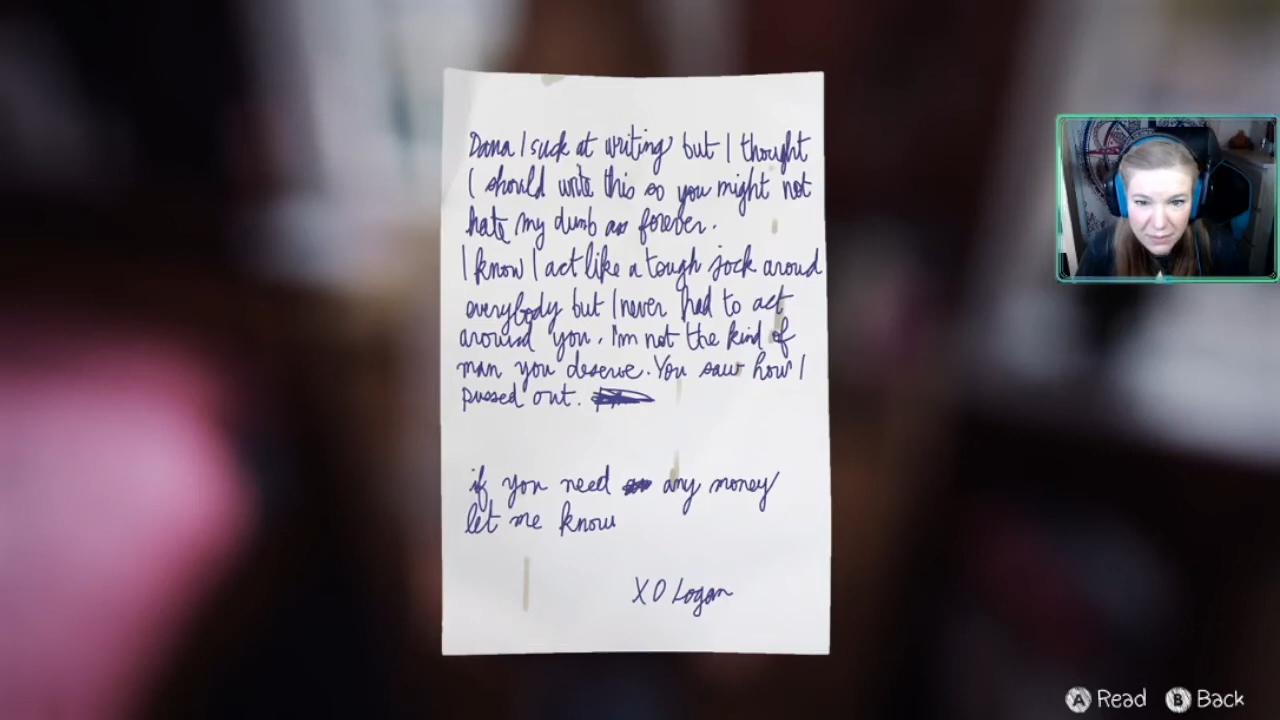 Dana I suck at writing but I thought
I should write this so you might not
hate my dumb ass forever.
I know I act like a tough jock aroud
everybody but I never had to act
around you. I'm not the kind of
man you deserve. You saw how I
pussed out.
if you need any money
let me know
XO Logan
A Read B Back